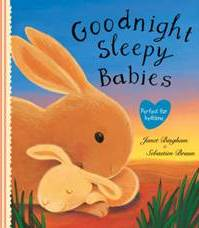 Goodnight
Sleepy
Babies
Perfect for
bedtime
Janet Bingham
&
Sebastien Braun